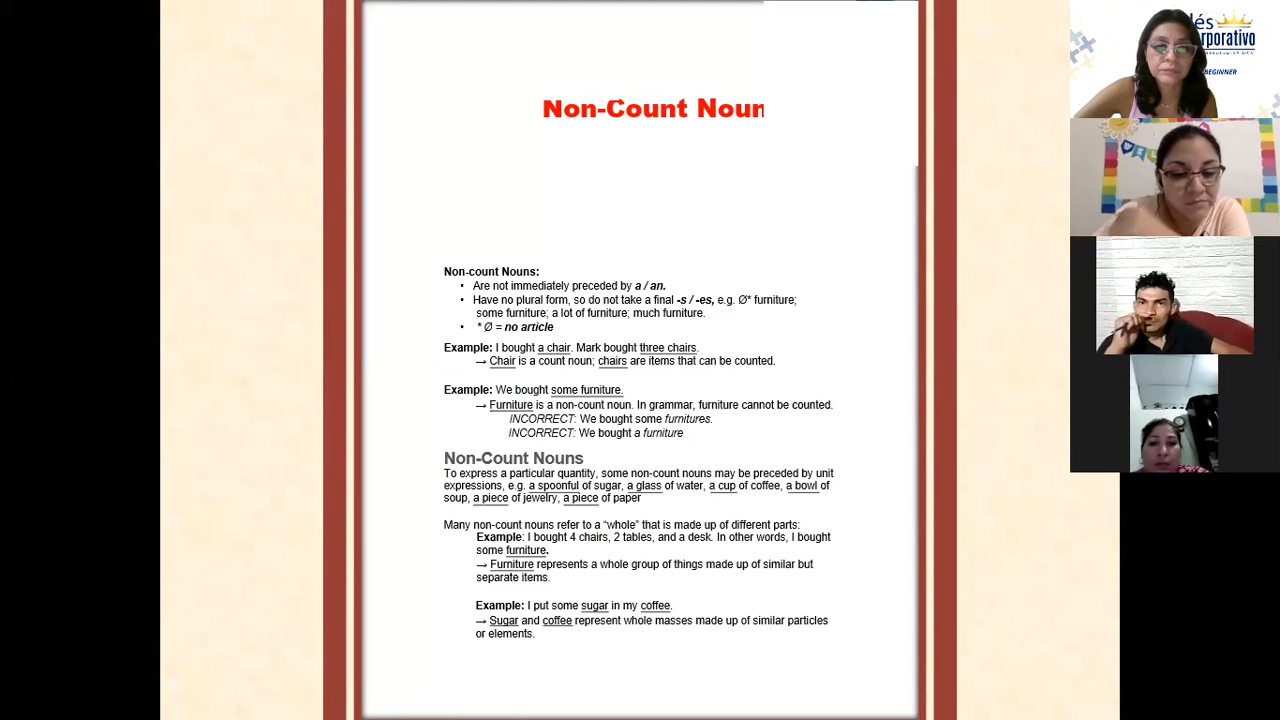 Non-Count Noun
Non-count Nouns:
• Are not immediately preceded by a / an.
• Have no plural form, so do not take a final -s / -es, e.g. Ø* furniture;
some furniture; a lot of furniture; much furniture.
• * Ø = no article
Example: I bought a chair. Mark bought three chairs.
→ Chair is a count noun; chairs are items that can be counted.
Example: We bought some furniture.
→ Furniture is a non-count noun. In grammar, furniture cannot be counted.
INCORRECT: We bought some furnitures.
INCORRECT: We bought a furniture
Non-Count Nouns
To express a particular quantity, some non-count nouns may be preceded by unit
expressions, e.g. a spoonful of sugar, a glass of water, a cup of coffee, a bowl of
soup, a piece of jewelry, a piece of paper
Many non-count nouns refer to a “whole” that is made up of different parts:
Example: I bought 4 chairs, 2 tables, and a desk. In other words, I bought
some furniture.
→ Furniture represents a whole group of things made up of similar but
separate items.
Example: I put some sugar in my coffee.
→ Sugar and coffee represent whole masses made up of similar particles
or elements.
lés
rporativo
BEGINNER